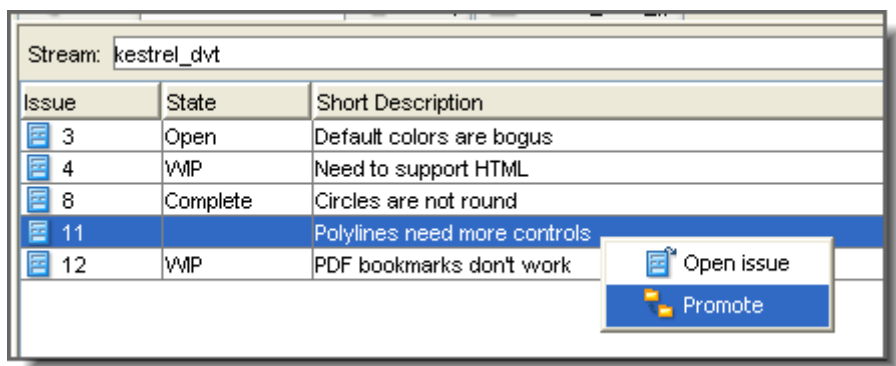 Stream: kestrel_dvt
Issue State Short Description
3 Open Default colors are bogus
4 WIP Need to support HTML
8 Complete Circles are not round
11 Polylines need more controls
12 WIP PDF bookmarks don't work
Open issue
Promote